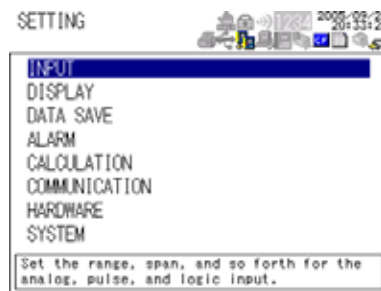 SETTING
INPUT
DISPLAY
DATA SAVE
ALARM
CALCULATION
COMMUNICATION
HARDWARE
SYSTEM
Set the range, span, and so forth for the
analog, pulse, and logic input.